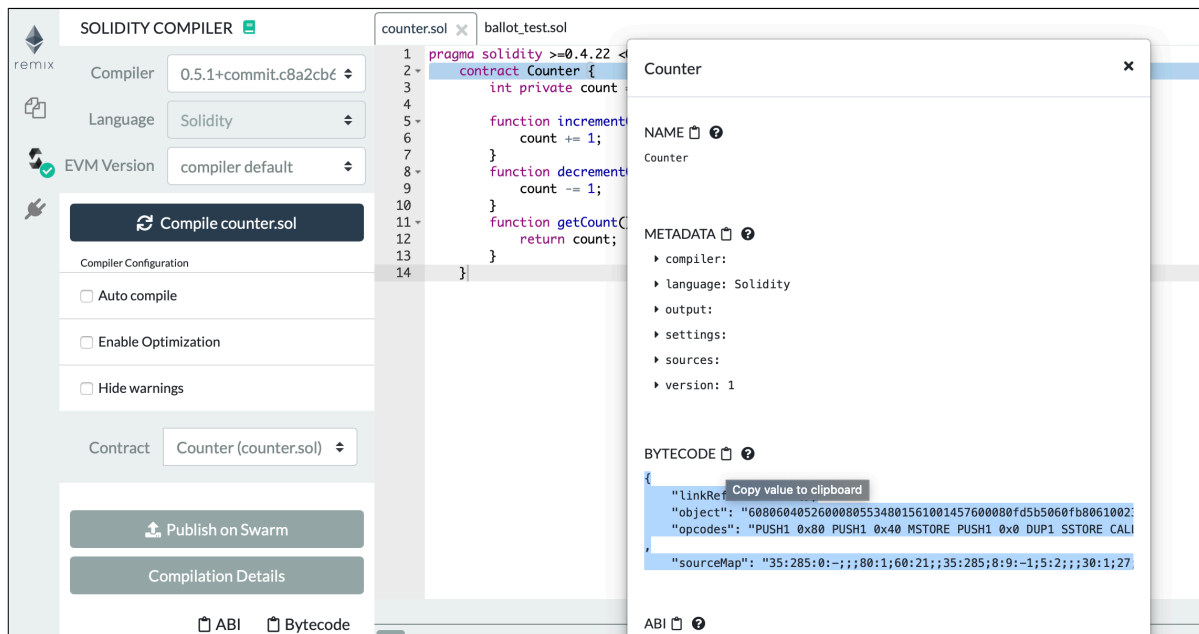 remix
SOLIDITY COMPILER
Compiler
0.5.1+commit.c8a2cb6
Language
Solidity
EVM Version
compiler default
Compile counter.sol
Compiler Configuration
Auto compile
Enable Optimization
Hide warnings
Contract
Counter (counter.sol)
Publish on Swarm
Compilation Details
ABI
Bytecode
counter.sol
ballot_test.sol
1 pragma solidity >=0.4.22 <
2 contract Counter {
3 int private count =
4
5 function increment
6 count += 1;
7 }
8 function decrement
9 count -= 1;
10 }
11 function getCount()
12 return count;
13 }
14 }
Counter
NAME
Counter
METADATA
compiler:
language: Solidity
output:
settings:
sources:
version: 1
BYTECODE
{
Copy value to clipboard
"linkRef
"object": "60806040526000805534801561001457600080fd5b5060fb80610023
"opcodes": "PUSH1 0x80 PUSH1 0x40 MSTORE PUSH1 0x0 DUP1 SSTORE CALL
,
"sourceMap": "35:285:0:-;;;80:1;60:21;;35:285;8:9:-1;5:2;;;30:1;27
ABI